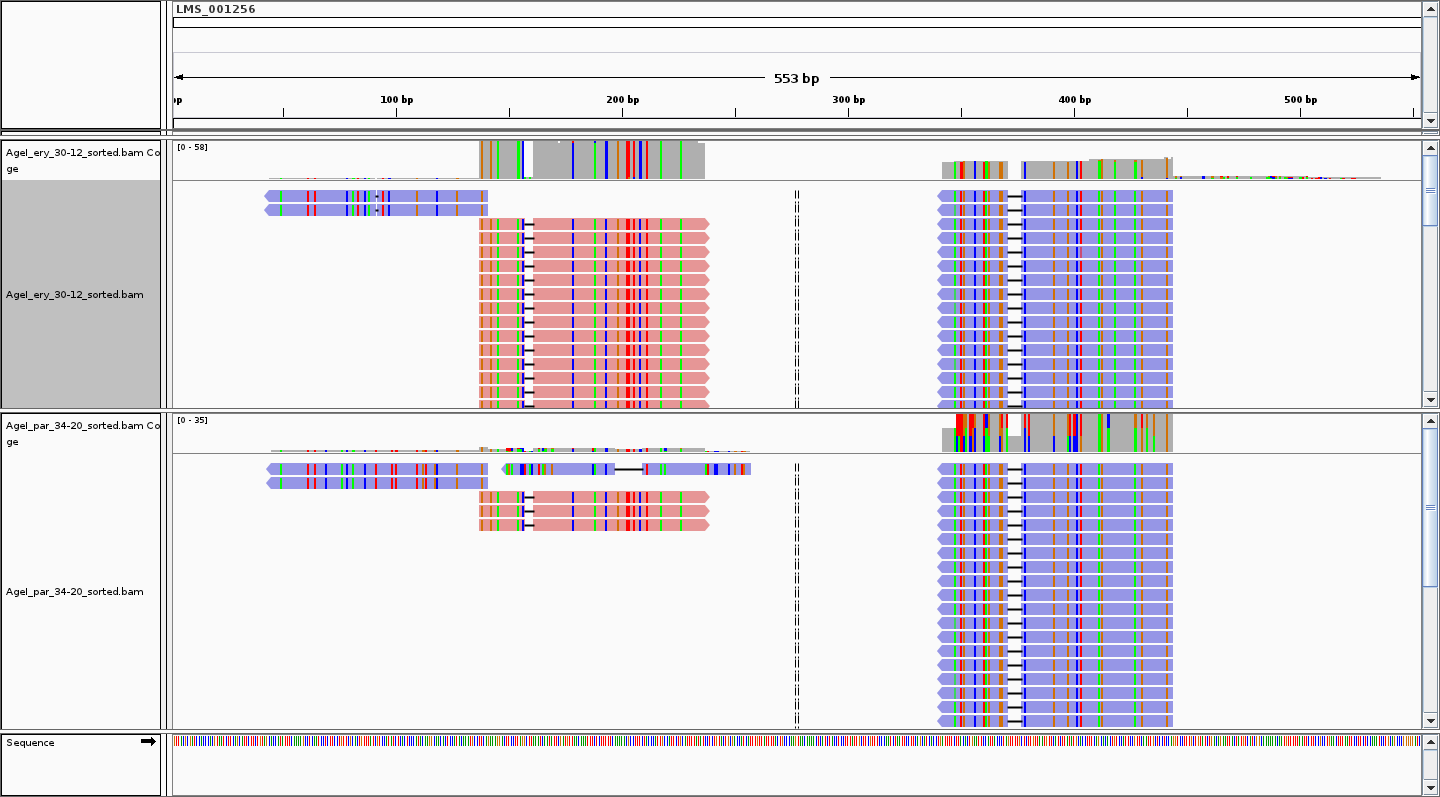 LMS_001256
553 bp
bp
100 bp
200 bp
300 bp
400 bp
500 bp
Agel_ery_30-12_sorted.bam Co
ge
[0 - 58]
Agel_ery_30-12_sorted.bam
Agel_par_34-20_sorted.bam Co
ge
[0 - 35]
Agel_par_34-20_sorted.bam
Sequence